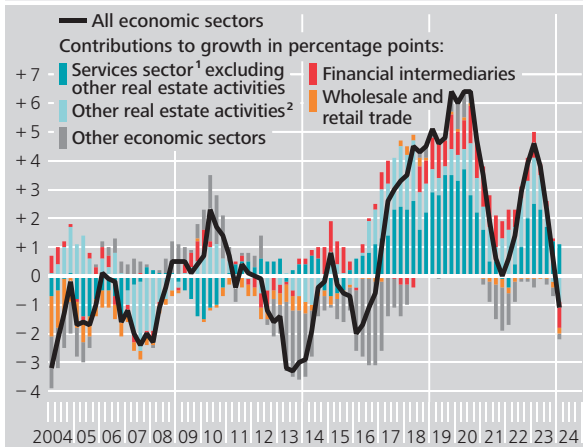 All economic sectors
Contributions to growth in percentage points:
Services sector¹ excluding
other real estate activities
Other real estate activities²
Other economic sectors
Financial intermediaries
Wholesale and
retail trade
+ 7
+ 6
+ 5
+ 4
+ 3
+ 2
+ 1
0
– 1
– 2
– 3
– 4
2004 05 06 07 08 09 10 11 12 13 14 15 16 17 18 19 20 21 22 23 24